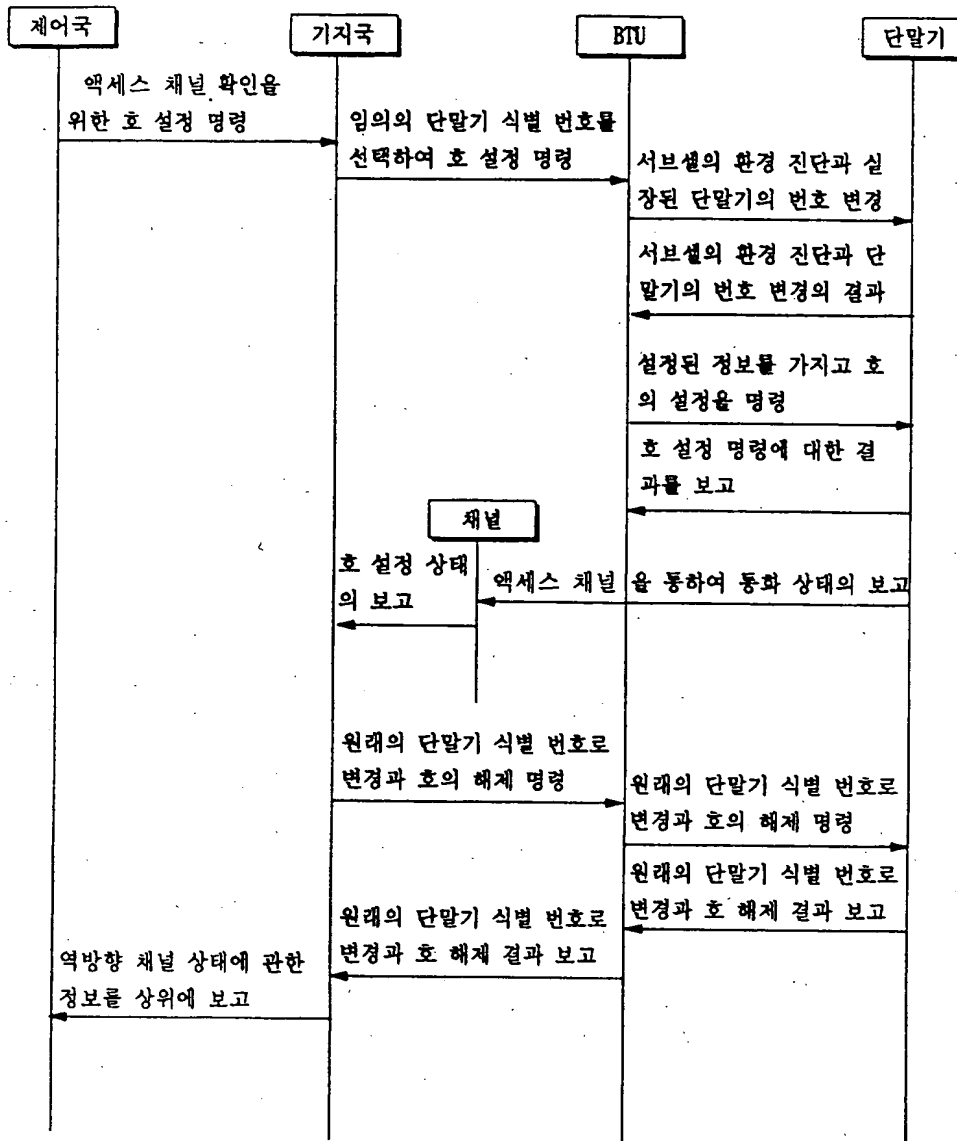 제어국
기지국
BTU
단말기
액세스 채널 확인을
위한 호 설정 명령
임의의 단말기 식별 번호를
선택하여 호 설정 명령
서브셀의 환경 진단과 실
장된 단말기의 번호 변경
서브셀의 환경 진단과 단
말기의 번호 변경의 결과
설정된 정보를 가지고 호
의 설정을 명령
호 설정 명령에 대한 결
과를 보고
채널
호 설정 상태
의 보고
액세스 채널 을 통하여 통화 상태의 보고
원래의 단말기 식별 번호로
변경과 호의 해제 명령
원래의 단말기 식별 번호로
변경과 호의 해제 명령
원래의 단말기 식별 번호로
변경과 호 해제 결과 보고
원래의 단말기 식별 번호로
변경과 호 해제 결과 보고
역방향 채널 상태에 관한
정보를 상위에 보고